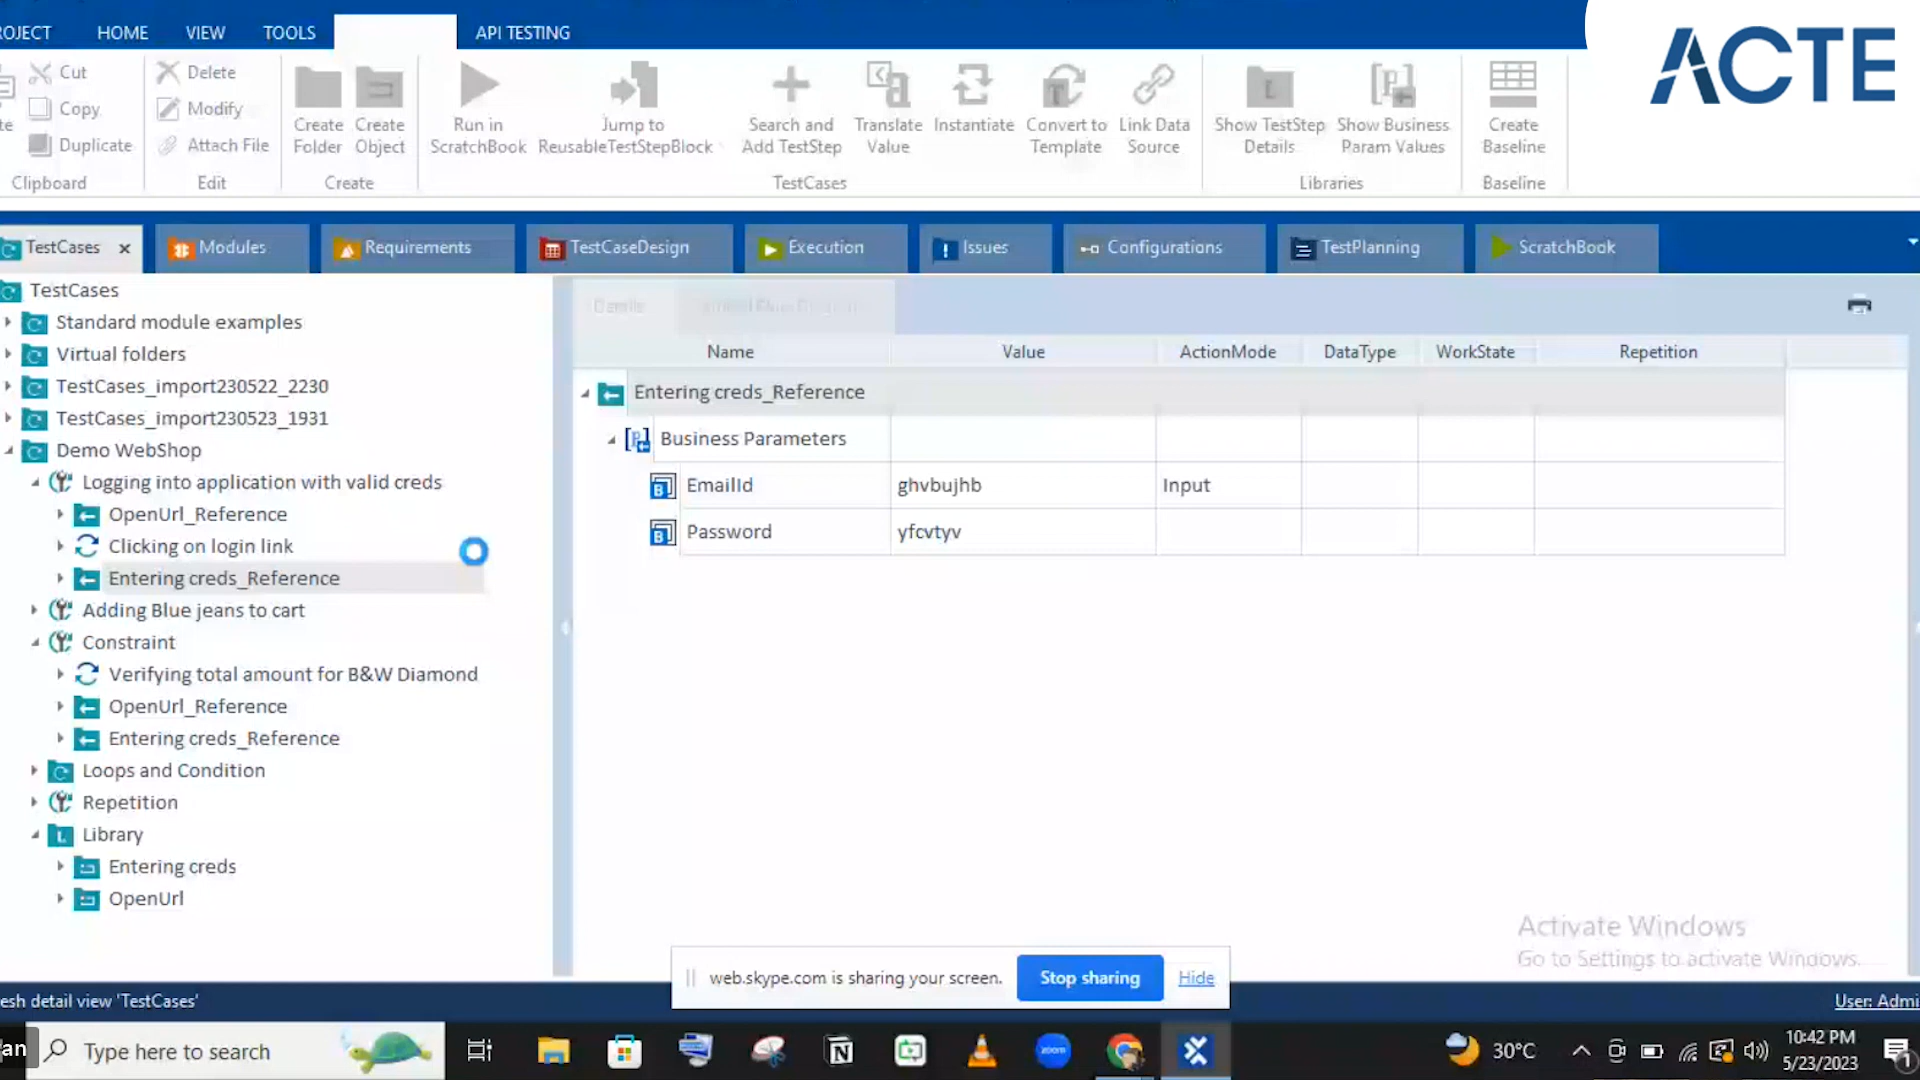 ROJECT HOME VIEW TOOLS API TESTING
ACTE
Cut Delete
Copy Modify
Duplicate Attach File
Clipboard Edit
Create Folder Create Object
Create
Run in ScratchBook
Jump to ReusableTestStepBlock
Search and Add TestStep
Translate Value
Instantiate
Convert to Template
Link Data Source
TestCases
Show TestStep Details
Show Business Param Values
Libraries
Create Baseline
Baseline
TestCases × Modules Requirements TestCaseDesign Execution Issues Configurations TestPlanning ScratchBook
TestCases
Standard module examples
Virtual folders
TestCases_import230522_2230
TestCases_import230523_1931
Demo WebShop
Logging into application with valid creds
OpenUrl_Reference
Clicking on login link
Entering creds_Reference
Adding Blue jeans to cart
Constraint
Verifying total amount for B&W Diamond
OpenUrl_Reference
Entering creds_Reference
Loops and Condition
Repetition
Library
Entering creds
OpenUrl
Details
Name Value ActionMode DataType WorkState Repetition
Entering creds_Reference
Business Parameters
EmailId ghvbujhb Input
Password yfcvtyv
Activate Windows
Go to Settings to activate Windows.
web.skype.com is sharing your screen. Stop sharing Hide
esh detail view 'TestCases'
User: Admi
an Type here to search
zoom
30°C
10:42 PM
5/23/2023
1